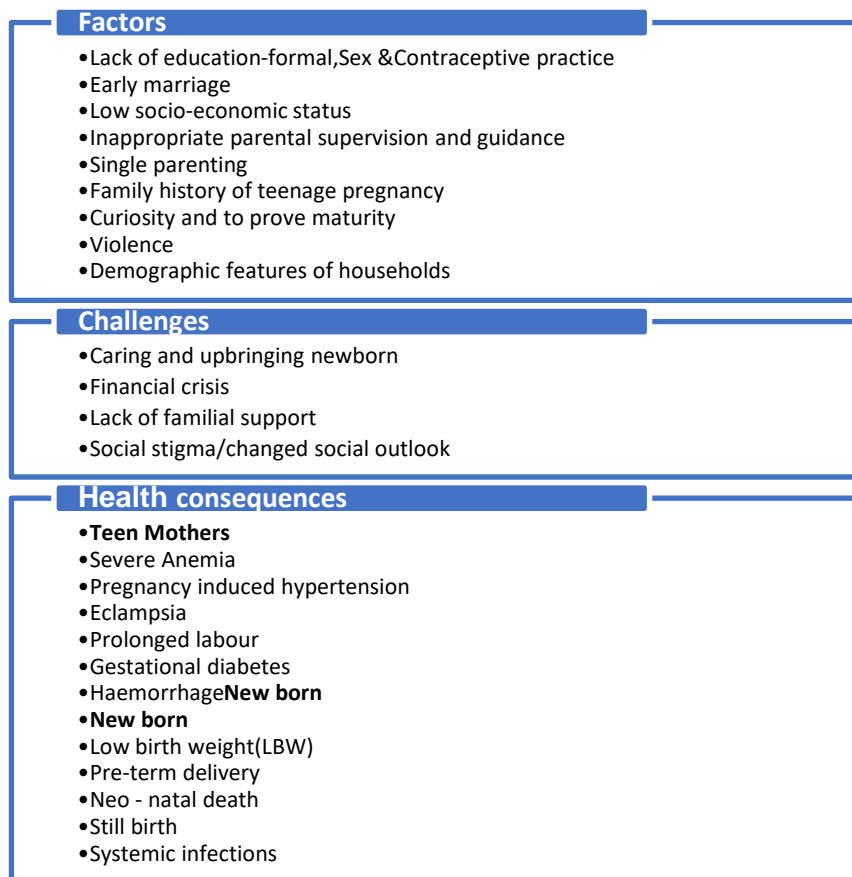 Factors
•Lack of education-formal,Sex &Contraceptive practice
•Early marriage
•Low socio-economic status
•Inappropriate parental supervision and guidance
•Single parenting
•Family history of teenage pregnancy
•Curiosity and to prove maturity
•Violence
•Demographic features of households
Challenges
•Caring and upbringing newborn
•Financial crisis
•Lack of familial support
•Social stigma/changed social outlook
Health consequences
•Teen Mothers
•Severe Anemia
•Pregnancy induced hypertension
•Eclampsia
•Prolonged labour
•Gestational diabetes
•HaemorrhageNew born
•New born
•Low birth weight(LBW)
•Pre-term delivery
•Neo - natal death
•Still birth
•Systemic infections